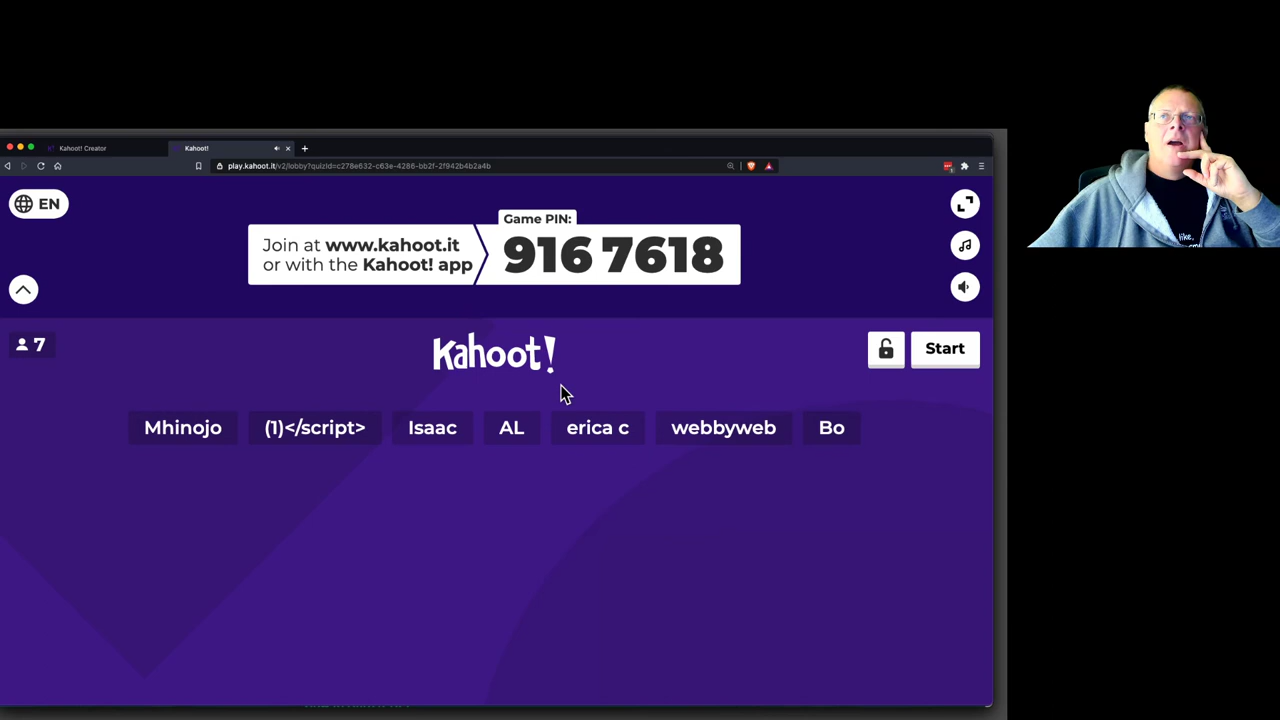 Kahoot! Creator
Kahoot!
play.kahoot.it/v2/lobby?quizId=c278e632-c63e-4286-bb2f-2f942b4b2a4b
EN
Game PIN:
Join at www.kahoot.it
or with the Kahoot! app
916 7618
7
Kahoot!
Start
Mhinojo
(1)</script>
Isaac
AL
erica c
webbyweb
Bo
like,